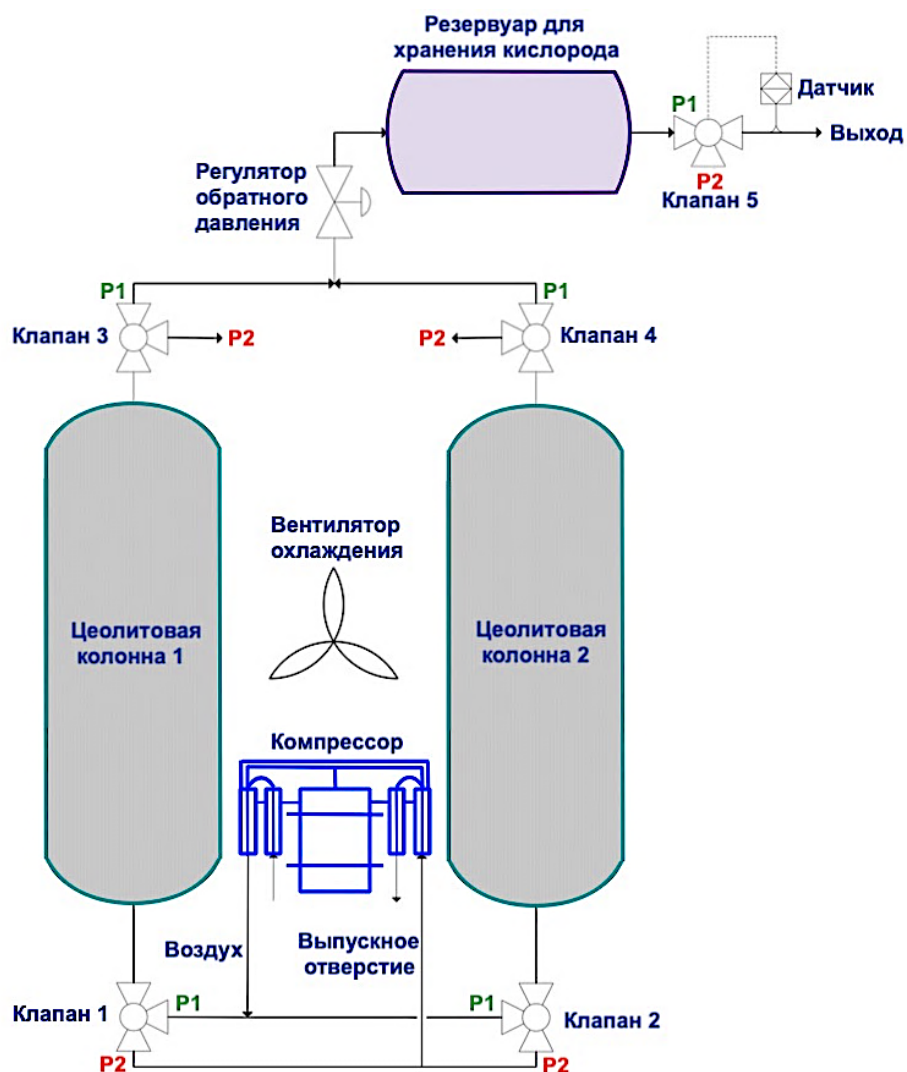 Резервуар для
хранения кислорода
P1
Датчик
Выход
P2
Клапан 5
Регулятор
обратного
давления
P1
P1
Клапан 3
P2
P2
Клапан 4
Вентилятор
охлаждения
Цеолитовая
колонна 1
Цеолитовая
колонна 2
Компрессор
Воздух
Выпускное
отверстие
Клапан 1
P1
P1
Клапан 2
P2
P2